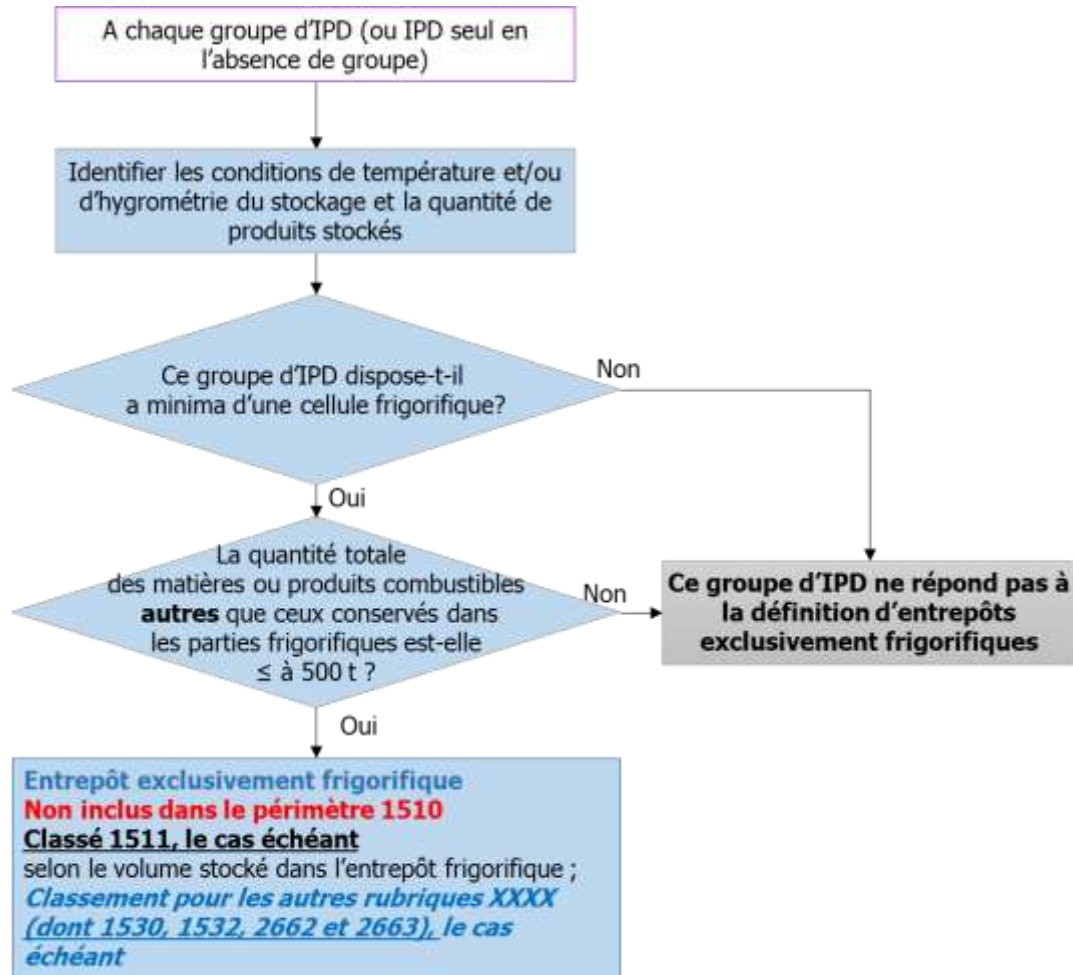 A chaque groupe d'IPD (ou IPD seul en
l'absence de groupe)
Identifier les conditions de température et/ou
d'hygrométrie du stockage et la quantité de
produits stockés
Ce groupe d'IPD dispose-t-il
a minima d'une cellule frigorifique?
Non
Oui
La quantité totale
des matières ou produits combustibles
autres que ceux conservés dans
les parties frigorifiques est-elle
≤ à 500 t ?
Non
Ce groupe d'IPD ne répond pas à
la définition d'entrepôts
exclusivement frigorifiques
Oui
Entrepôt exclusivement frigorifique
Non inclus dans le périmètre 1510
Classé 1511, le cas échéant
selon le volume stocké dans l'entrepôt frigorifique ;
Classement pour les autres rubriques XXXX
(dont 1530, 1532, 2662 et 2663), le cas
échéant